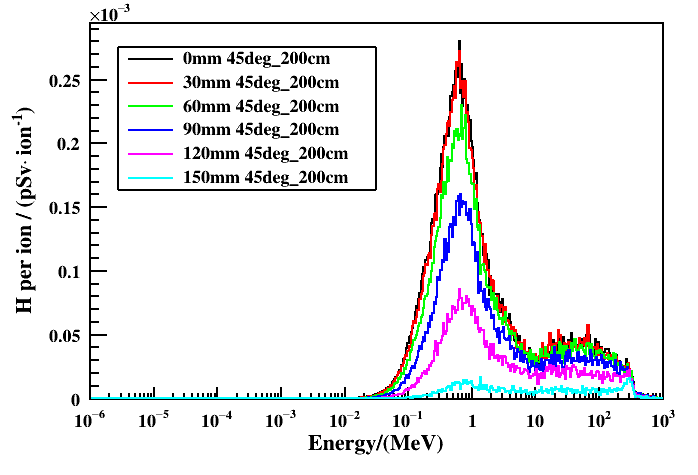 ×10⁻³
0mm 45deg_200cm
30mm 45deg_200cm
60mm 45deg_200cm
90mm 45deg_200cm
120mm 45deg_200cm
150mm 45deg_200cm
H per ion / (pSv· ion⁻¹)
0.25
0.2
0.15
0.1
0.05
0
10⁻⁶ 10⁻⁵ 10⁻⁴ 10⁻³ 10⁻² 10⁻¹ 1 10 10² 10³
Energy/(MeV)